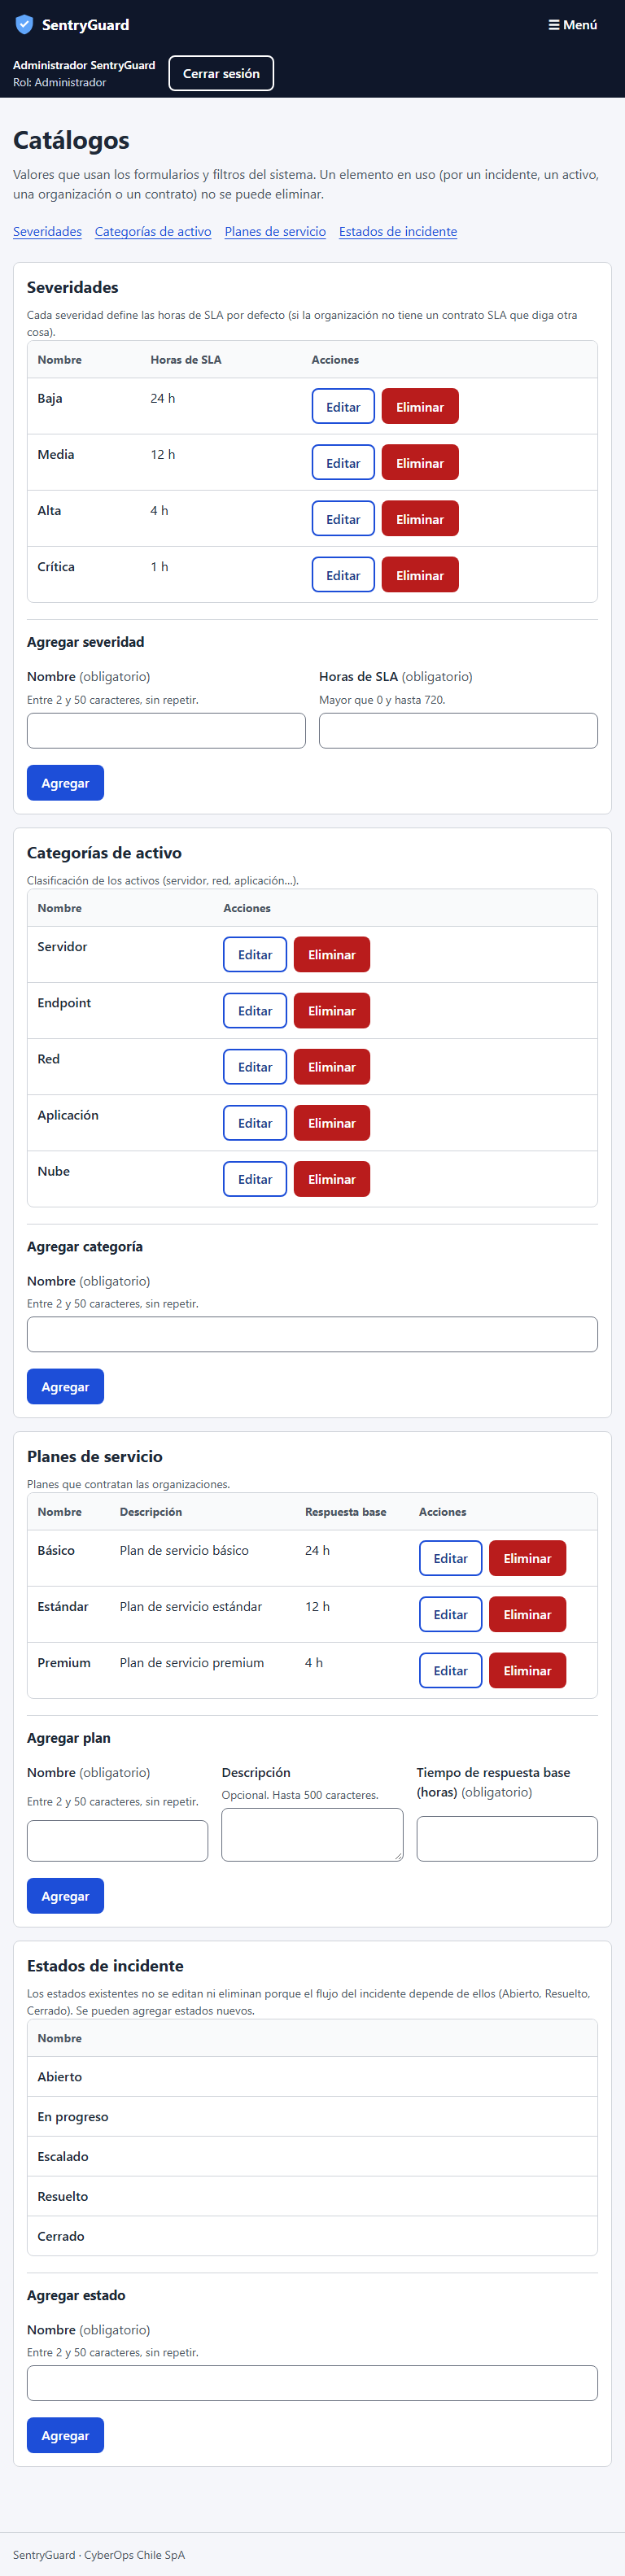 SentryGuard
☰ Menú
Administrador SentryGuard
Rol: Administrador
Cerrar sesión
Catálogos
Valores que usan los formularios y filtros del sistema. Un elemento en uso (por un incidente, un activo,
una organización o un contrato) no se puede eliminar.
Severidades Categorías de activo Planes de servicio Estados de incidente
Severidades
Cada severidad define las horas de SLA por defecto (si la organización no tiene un contrato SLA que diga otra
cosa).
Nombre Horas de SLA Acciones
Baja 24 h Editar Eliminar
Media 12 h Editar Eliminar
Alta 4 h Editar Eliminar
Crítica 1 h Editar Eliminar
Agregar severidad
Nombre (obligatorio)
Entre 2 y 50 caracteres, sin repetir.
Horas de SLA (obligatorio)
Mayor que 0 y hasta 720.
Agregar
Categorías de activo
Clasificación de los activos (servidor, red, aplicación...).
Nombre Acciones
Servidor Editar Eliminar
Endpoint Editar Eliminar
Red Editar Eliminar
Aplicación Editar Eliminar
Nube Editar Eliminar
Agregar categoría
Nombre (obligatorio)
Entre 2 y 50 caracteres, sin repetir.
Agregar
Planes de servicio
Planes que contratan las organizaciones.
Nombre Descripción Respuesta base Acciones
Básico Plan de servicio básico 24 h Editar Eliminar
Estándar Plan de servicio estándar 12 h Editar Eliminar
Premium Plan de servicio premium 4 h Editar Eliminar
Agregar plan
Nombre (obligatorio)
Entre 2 y 50 caracteres, sin repetir.
Descripción
Opcional. Hasta 500 caracteres.
Tiempo de respuesta base
(horas) (obligatorio)
Agregar
Estados de incidente
Los estados existentes no se editan ni eliminan porque el flujo del incidente depende de ellos (Abierto, Resuelto,
Cerrado). Se pueden agregar estados nuevos.
Nombre
Abierto
En progreso
Escalado
Resuelto
Cerrado
Agregar estado
Nombre (obligatorio)
Entre 2 y 50 caracteres, sin repetir.
Agregar
SentryGuard · CyberOps Chile SpA